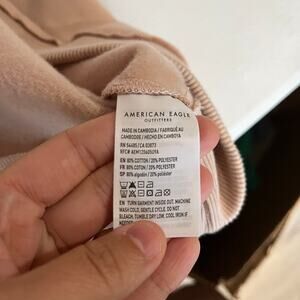 AMERICAN EAGLE
OUTFITTERS
MADE IN CAMBODIA / FABRIQUÉ AU
CAMBODGE / HECHO EN CAMBOYA
RN 54485 / CA 03873
EN 80% COTTON / 20% POLYESTER
FR 80% COTON / 20% POLYESTER
SP 80% algodón / 20% poliéster
EN TURN GARMENT INSIDE OUT. MACHINE
WASH COLD, GENTLE CYCLE. DO NOT
BLEACH, TUMBLE DRY LOW. COOL IRON IF